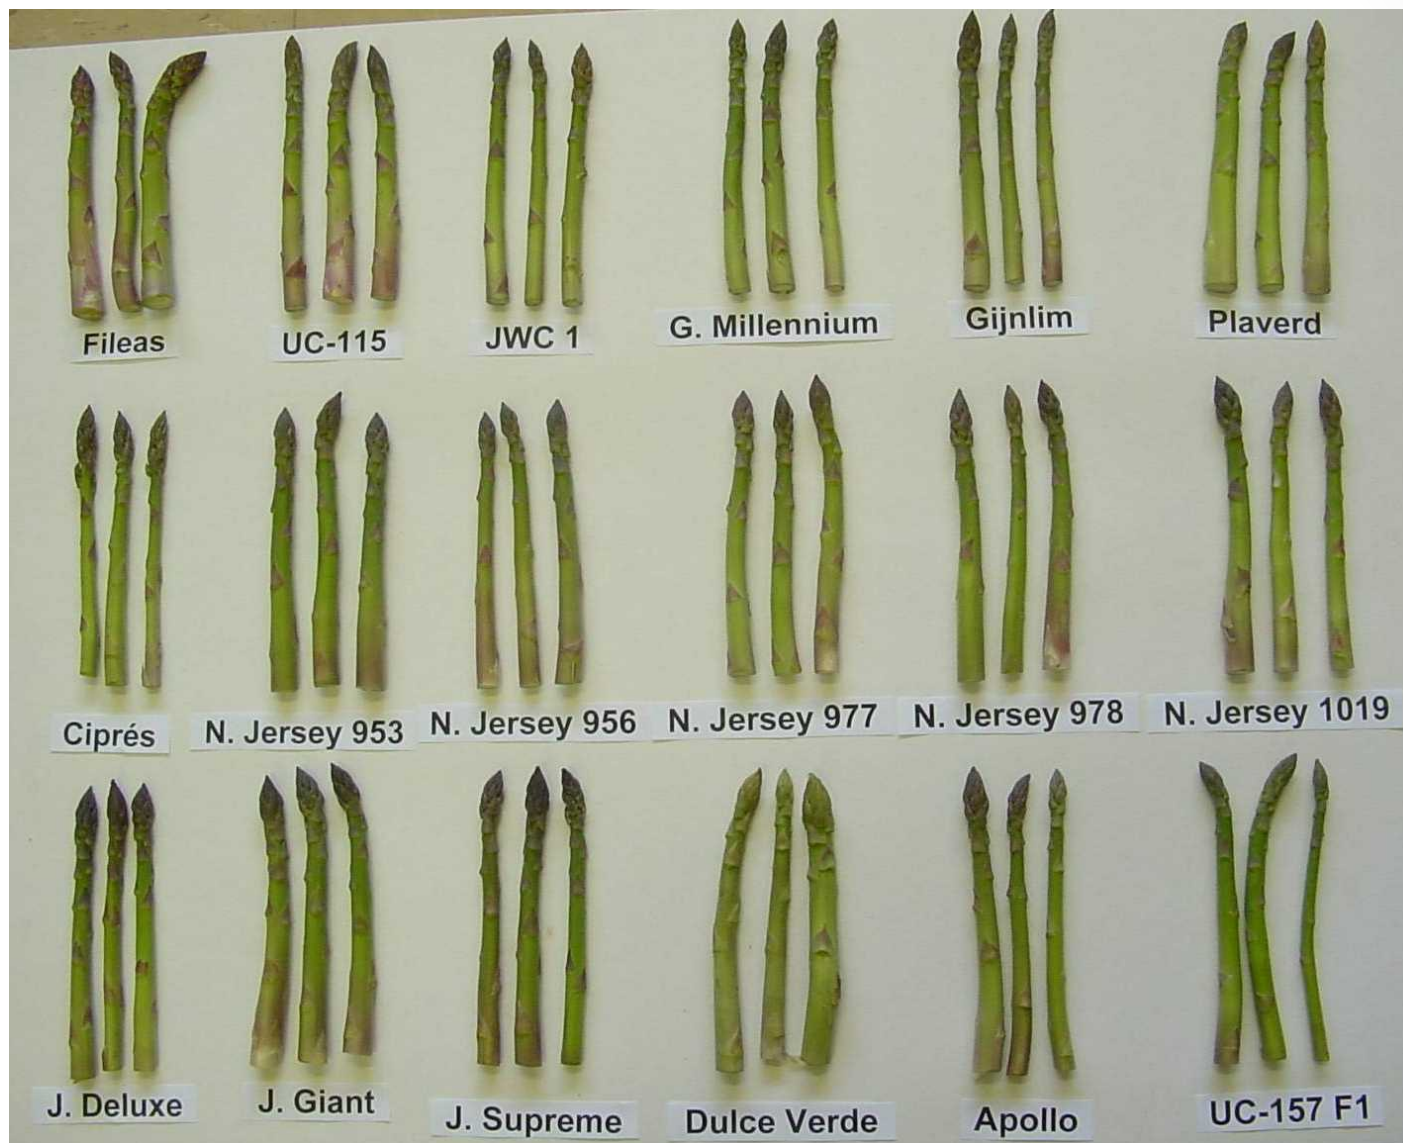 Fileas
UC-115
JWC 1
G. Millennium
Gijnlim
Plaverd
Ciprés
N. Jersey 953
N. Jersey 956
N. Jersey 977
N. Jersey 978
N. Jersey 1019
J. Deluxe
J. Giant
J. Supreme
Dulce Verde
Apollo
UC-157 F1